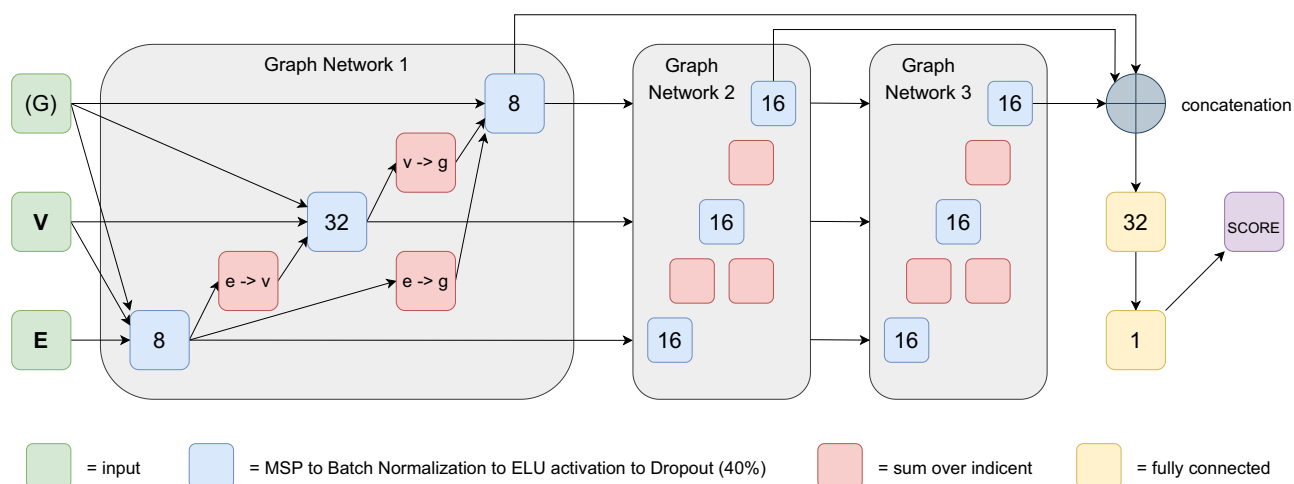 Graph Network 1
(G)
V
E
8
32
8
v -> g
e -> v
e -> g
Graph
Network 2
16
16
16
Graph
Network 3
16
16
16
concatenation
32
1
SCORE
= input
= MSP to Batch Normalization to ELU activation to Dropout (40%)
= sum over indicent
= fully connected